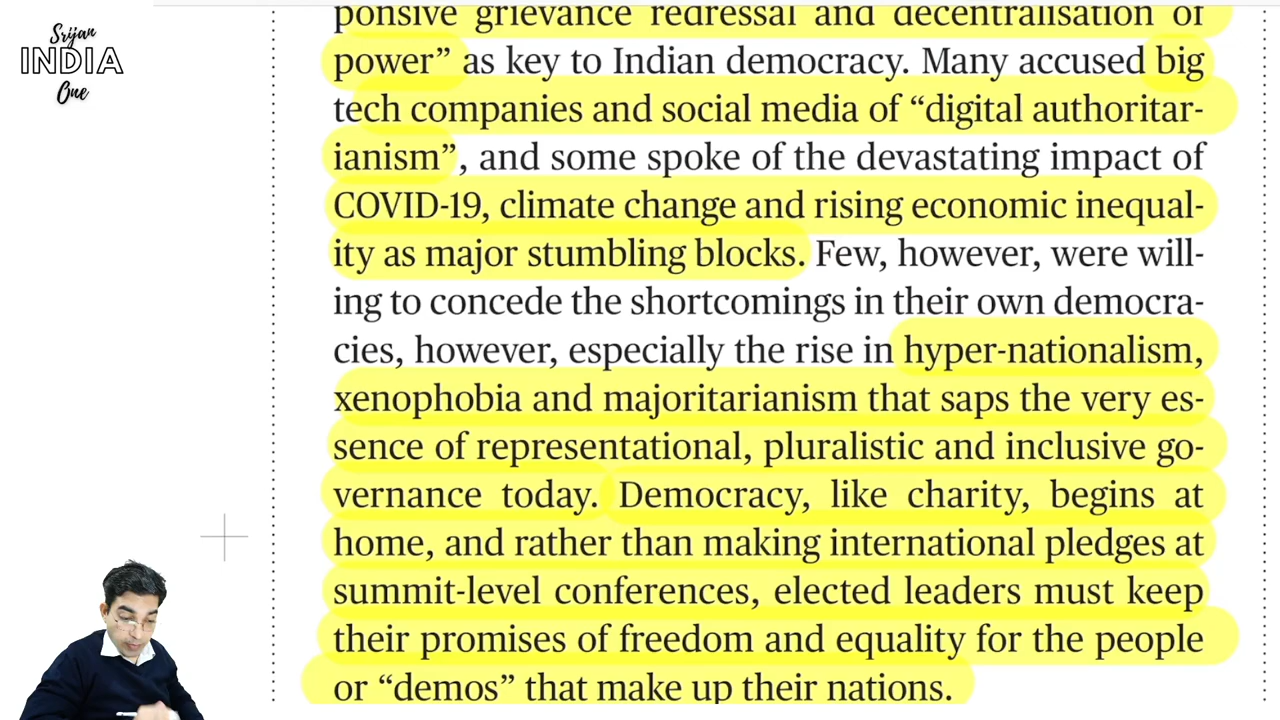 Srijan
INDIA
One
ponsive grievance redressal and decentralisation of
power” as key to Indian democracy. Many accused big
tech companies and social media of “digital authoritar-
ianism”, and some spoke of the devastating impact of
COVID-19, climate change and rising economic inequal-
ity as major stumbling blocks. Few, however, were will-
ing to concede the shortcomings in their own democra-
cies, however, especially the rise in hyper-nationalism,
xenophobia and majoritarianism that saps the very es-
sence of representational, pluralistic and inclusive go-
vernance today. Democracy, like charity, begins at
home, and rather than making international pledges at
summit-level conferences, elected leaders must keep
their promises of freedom and equality for the people
or “demos” that make up their nations.